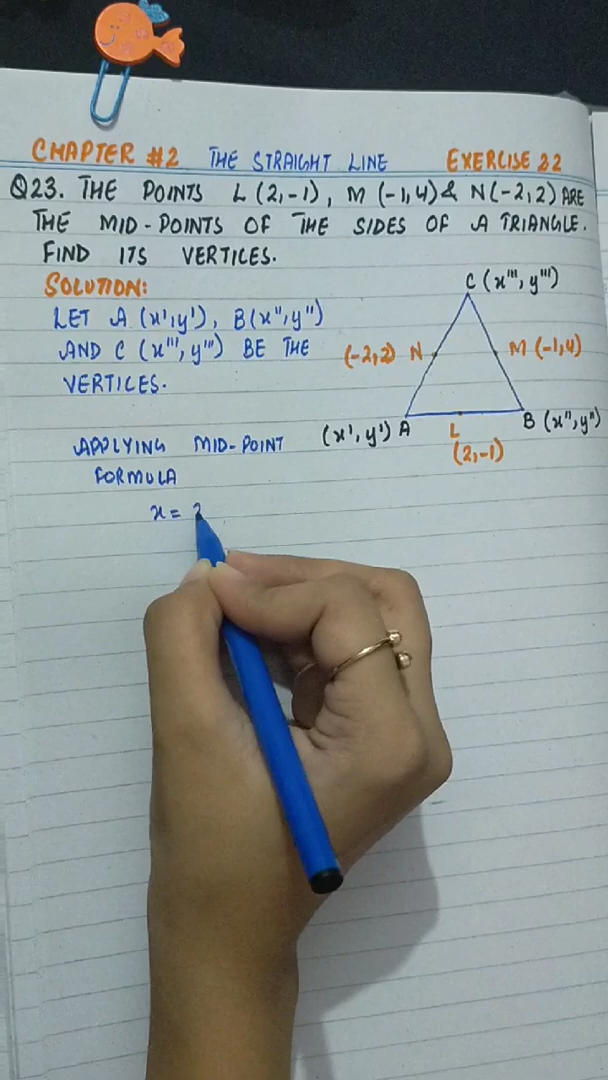 CHAPTER #2 THE STRAIGHT LINE EXERCISE 2.2
Q23. THE POINTS L(2,-1), M(-1,4) & N(-2,2) ARE
THE MID-POINTS OF THE SIDES OF A TRIANGLE.
FIND ITS VERTICES.
SOLUTION:
LET A (x',y'), B(x'',y'')
AND C (x''',y''') BE THE
VERTICES.
C (x''', y''')
(-2,2) N M (-1,4)
(x', y') A L B (x'',y'')
(2,-1)
APPLYING MID-POINT
FORMULA
x =